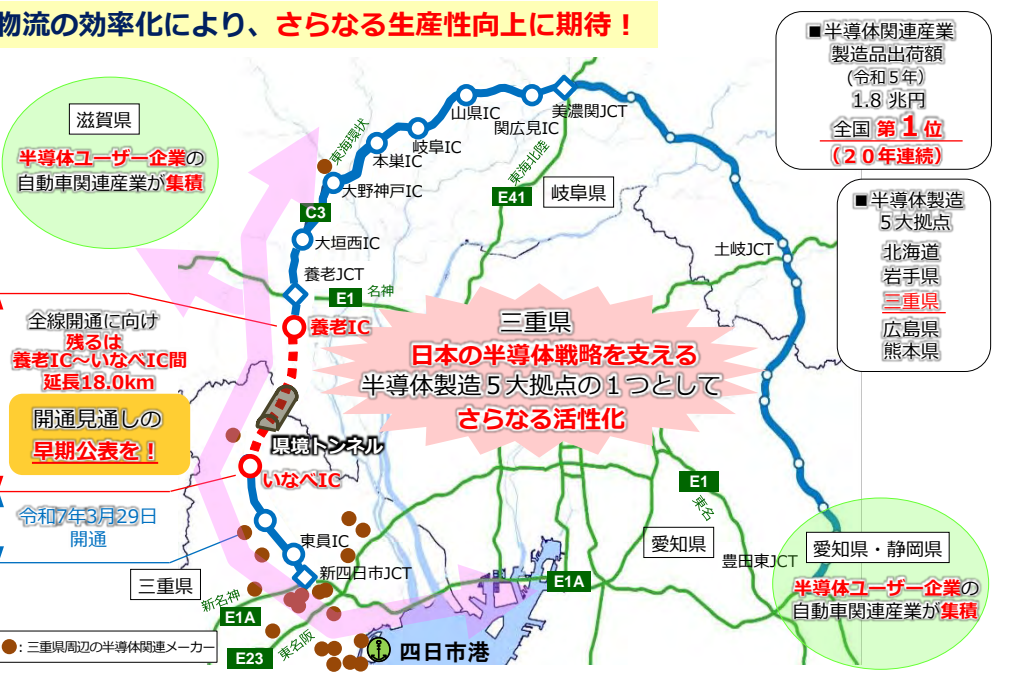 物流の効率化により、さらなる生産性向上に期待！
■半導体関連産業
製造品出荷額
(令和５年)
1.8 兆円
全国 第１位
（２０年連続）
滋賀県
半導体ユーザー企業の
自動車関連産業が集積
山県IC
関広見IC
美濃関JCT
岐阜IC
本巣IC
大野神戸IC
東海環状
東海北陸
E41
岐阜県
C3
大垣西IC
養老JCT
E1
名神
養老IC
土岐JCT
■半導体製造
５大拠点
北海道
岩手県
三重県
広島県
熊本県
全線開通に向け
残るは
養老IC～いなべIC間
延長18.0km
開通見通しの
早期公表を！
三重県
日本の半導体戦略を支える
半導体製造５大拠点の１つとして
さらなる活性化
県境トンネル
いなべIC
令和7年3月29日
開通
東員IC
新四日市JCT
三重県
新名神
E1A
東名阪
E23
E1A
E1
東名
愛知県
豊田東JCT
愛知県・静岡県
半導体ユーザー企業の
自動車関連産業が集積
四日市港
：三重県周辺の半導体関連メーカー